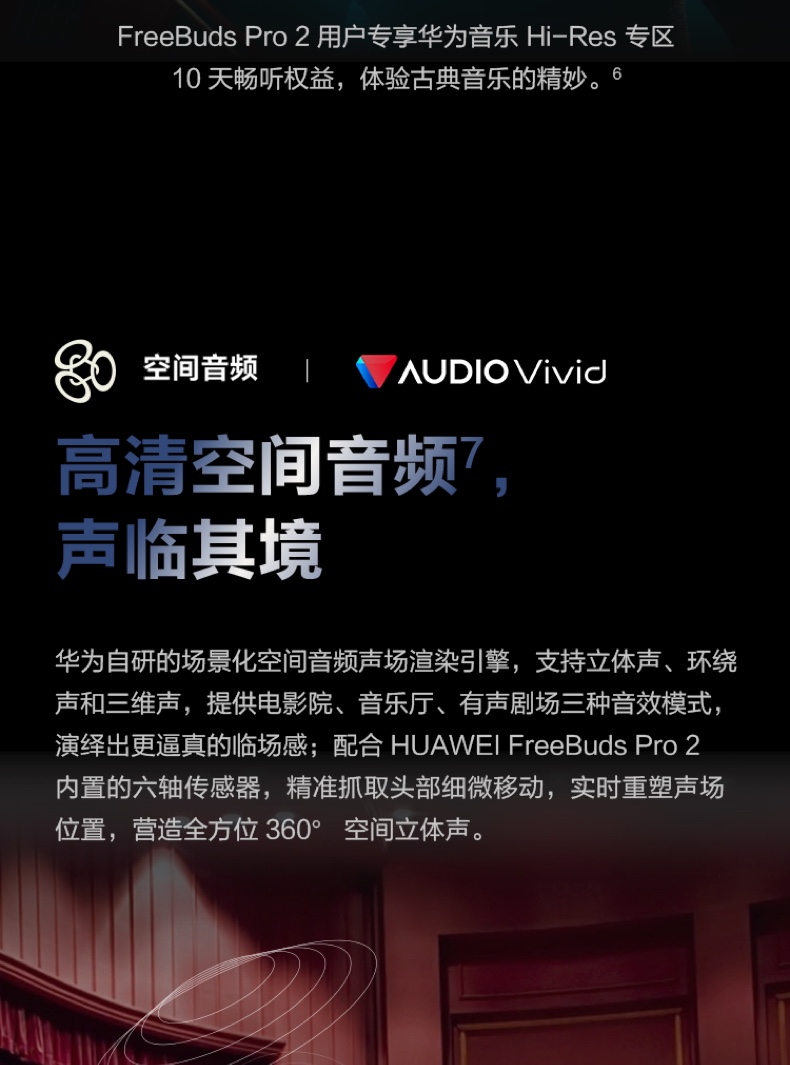 FreeBuds Pro 2 用户专享华为音乐 Hi-Res 专区
10 天畅听权益，体验古典音乐的精妙。⁶
空间音频 | AUDIO Vivid
高清空间音频⁷，
声临其境
华为自研的场景化空间音频声场渲染引擎，支持立体声、环绕
声和三维声，提供电影院、音乐厅、有声剧场三种音效模式，
演绎出更逼真的临场感；配合 HUAWEI FreeBuds Pro 2
内置的六轴传感器，精准抓取头部细微移动，实时重塑声场
位置，营造全方位 360° 空间立体声。